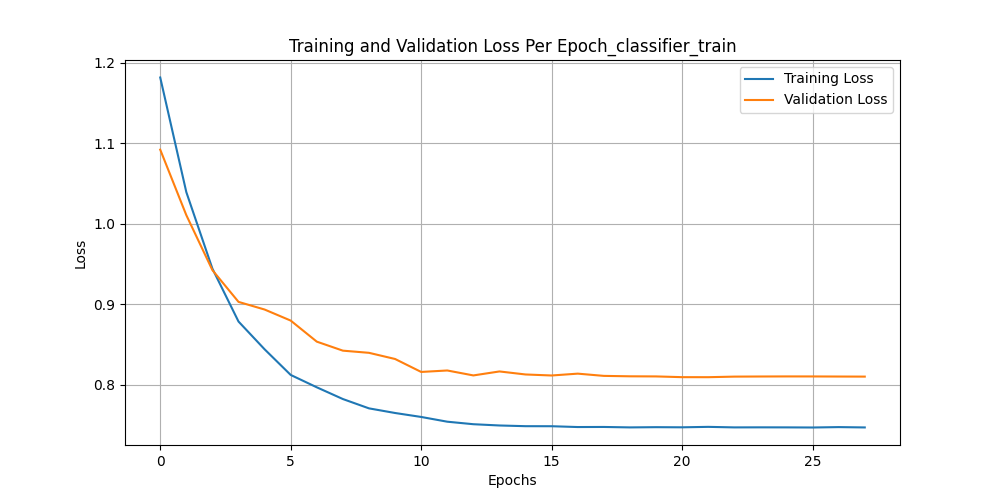 Training and Validation Loss Per Epoch_classifier_train
Training Loss
Validation Loss
1.2
1.1
1.0
0.9
0.8
Loss
0
5
10
15
20
25
Epochs